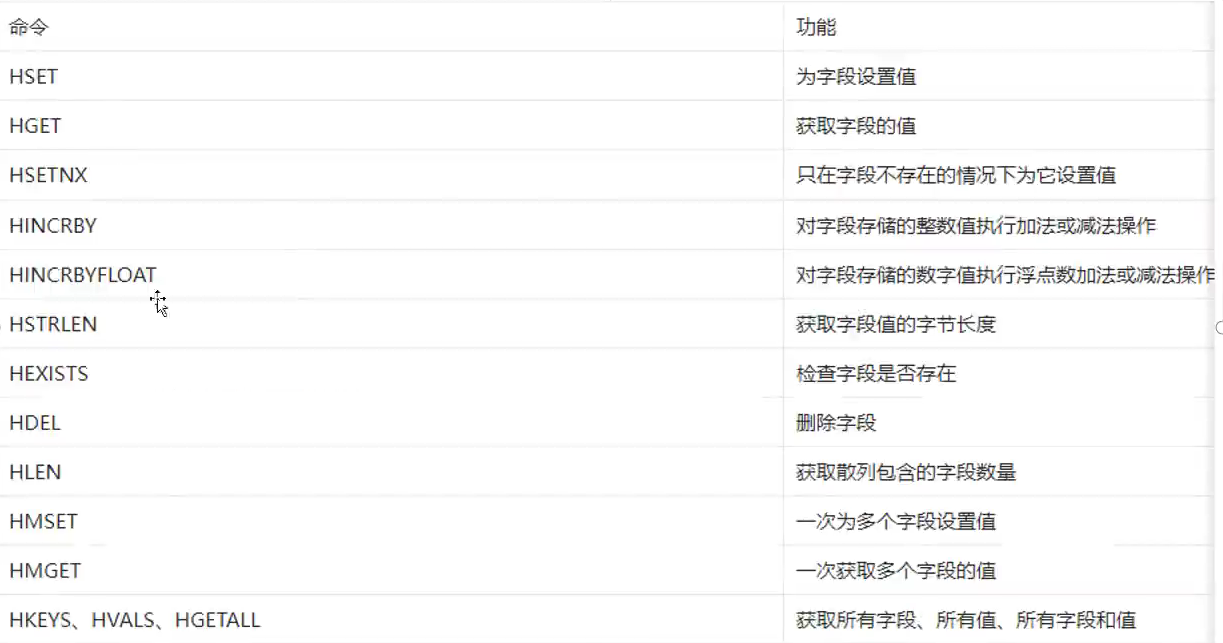 命令 功能
HSET 为字段设置值
HGET 获取字段的值
HSETNX 只在字段不存在的情况下为它设置值
HINCRBY 对字段存储的整数值执行加法或减法操作
HINCRBYFLOAT 对字段存储的数字值执行浮点数加法或减法操作
HSTRLEN 获取字段值的字节长度
HEXISTS 检查字段是否存在
HDEL 删除字段
HLEN 获取散列包含的字段数量
HMSET 一次为多个字段设置值
HMGET 一次获取多个字段的值
HKEYS、HVALS、HGETALL 获取所有字段、所有值、所有字段和值